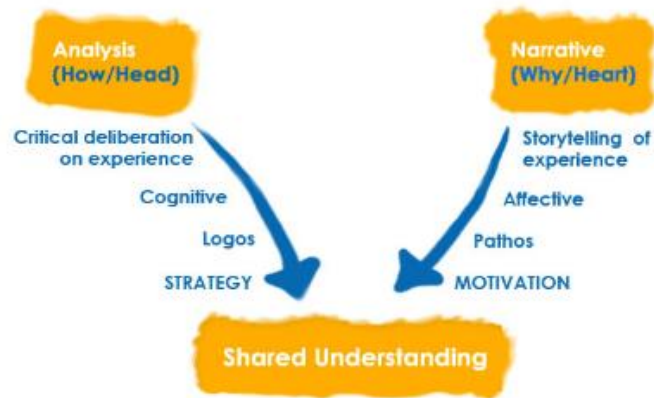 Analysis
(How/Head)
Critical deliberation
on experience
Cognitive
Logos
STRATEGY
Narrative
(Why/Heart)
Storytelling of
experience
Affective
Pathos
MOTIVATION
Shared Understanding